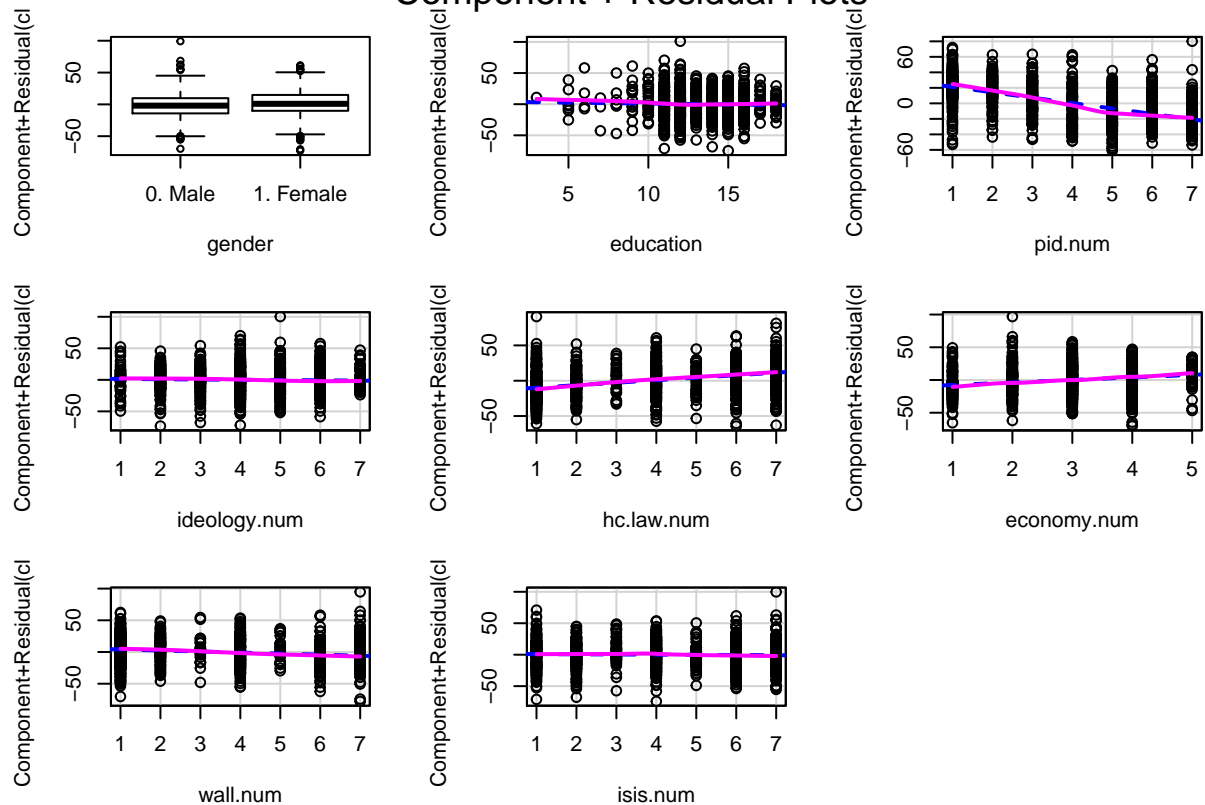 Component + Residual Plots
Component+Residual(cl
50
−50
0. Male
1. Female
gender
Component+Residual(cl
50
−50
5
10
15
education
Component+Residual(cl
60
0
−60
1 2 3 4 5 6 7
pid.num
Component+Residual(cl
50
−50
1 2 3 4 5 6 7
ideology.num
Component+Residual(cl
50
−50
1 2 3 4 5 6 7
hc.law.num
Component+Residual(cl
50
−50
1 2 3 4 5
economy.num
Component+Residual(cl
50
−50
1 2 3 4 5 6 7
wall.num
Component+Residual(cl
50
−50
1 2 3 4 5 6 7
isis.num